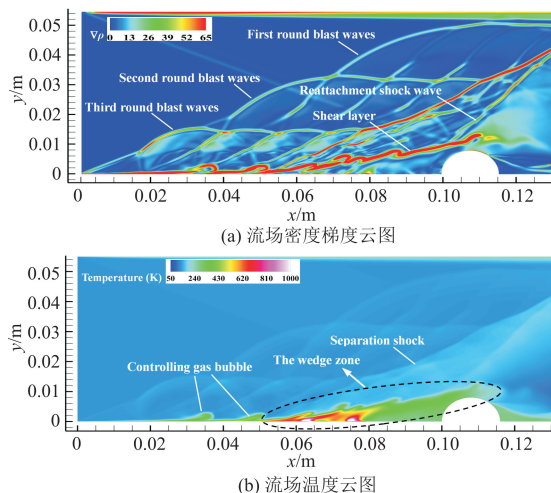 0.05
0.04
0.03
0.02
0.01
0
y/m
∇ρ
0 13 26 39 52 65
First round blast waves
Second round blast waves
Third round blast waves
Reattachment shock wave
Shear layer
0 0.02 0.04 0.06 0.08 0.10 0.12
x/m
(a) 流场密度梯度云图
0.05
0.04
0.03
0.02
0.01
0
y/m
Temperature (K)
50 240 430 620 810 1000
Separation shock
The wedge zone
Controlling gas bubble
0 0.02 0.04 0.06 0.08 0.10 0.12
x/m
(b) 流场温度云图